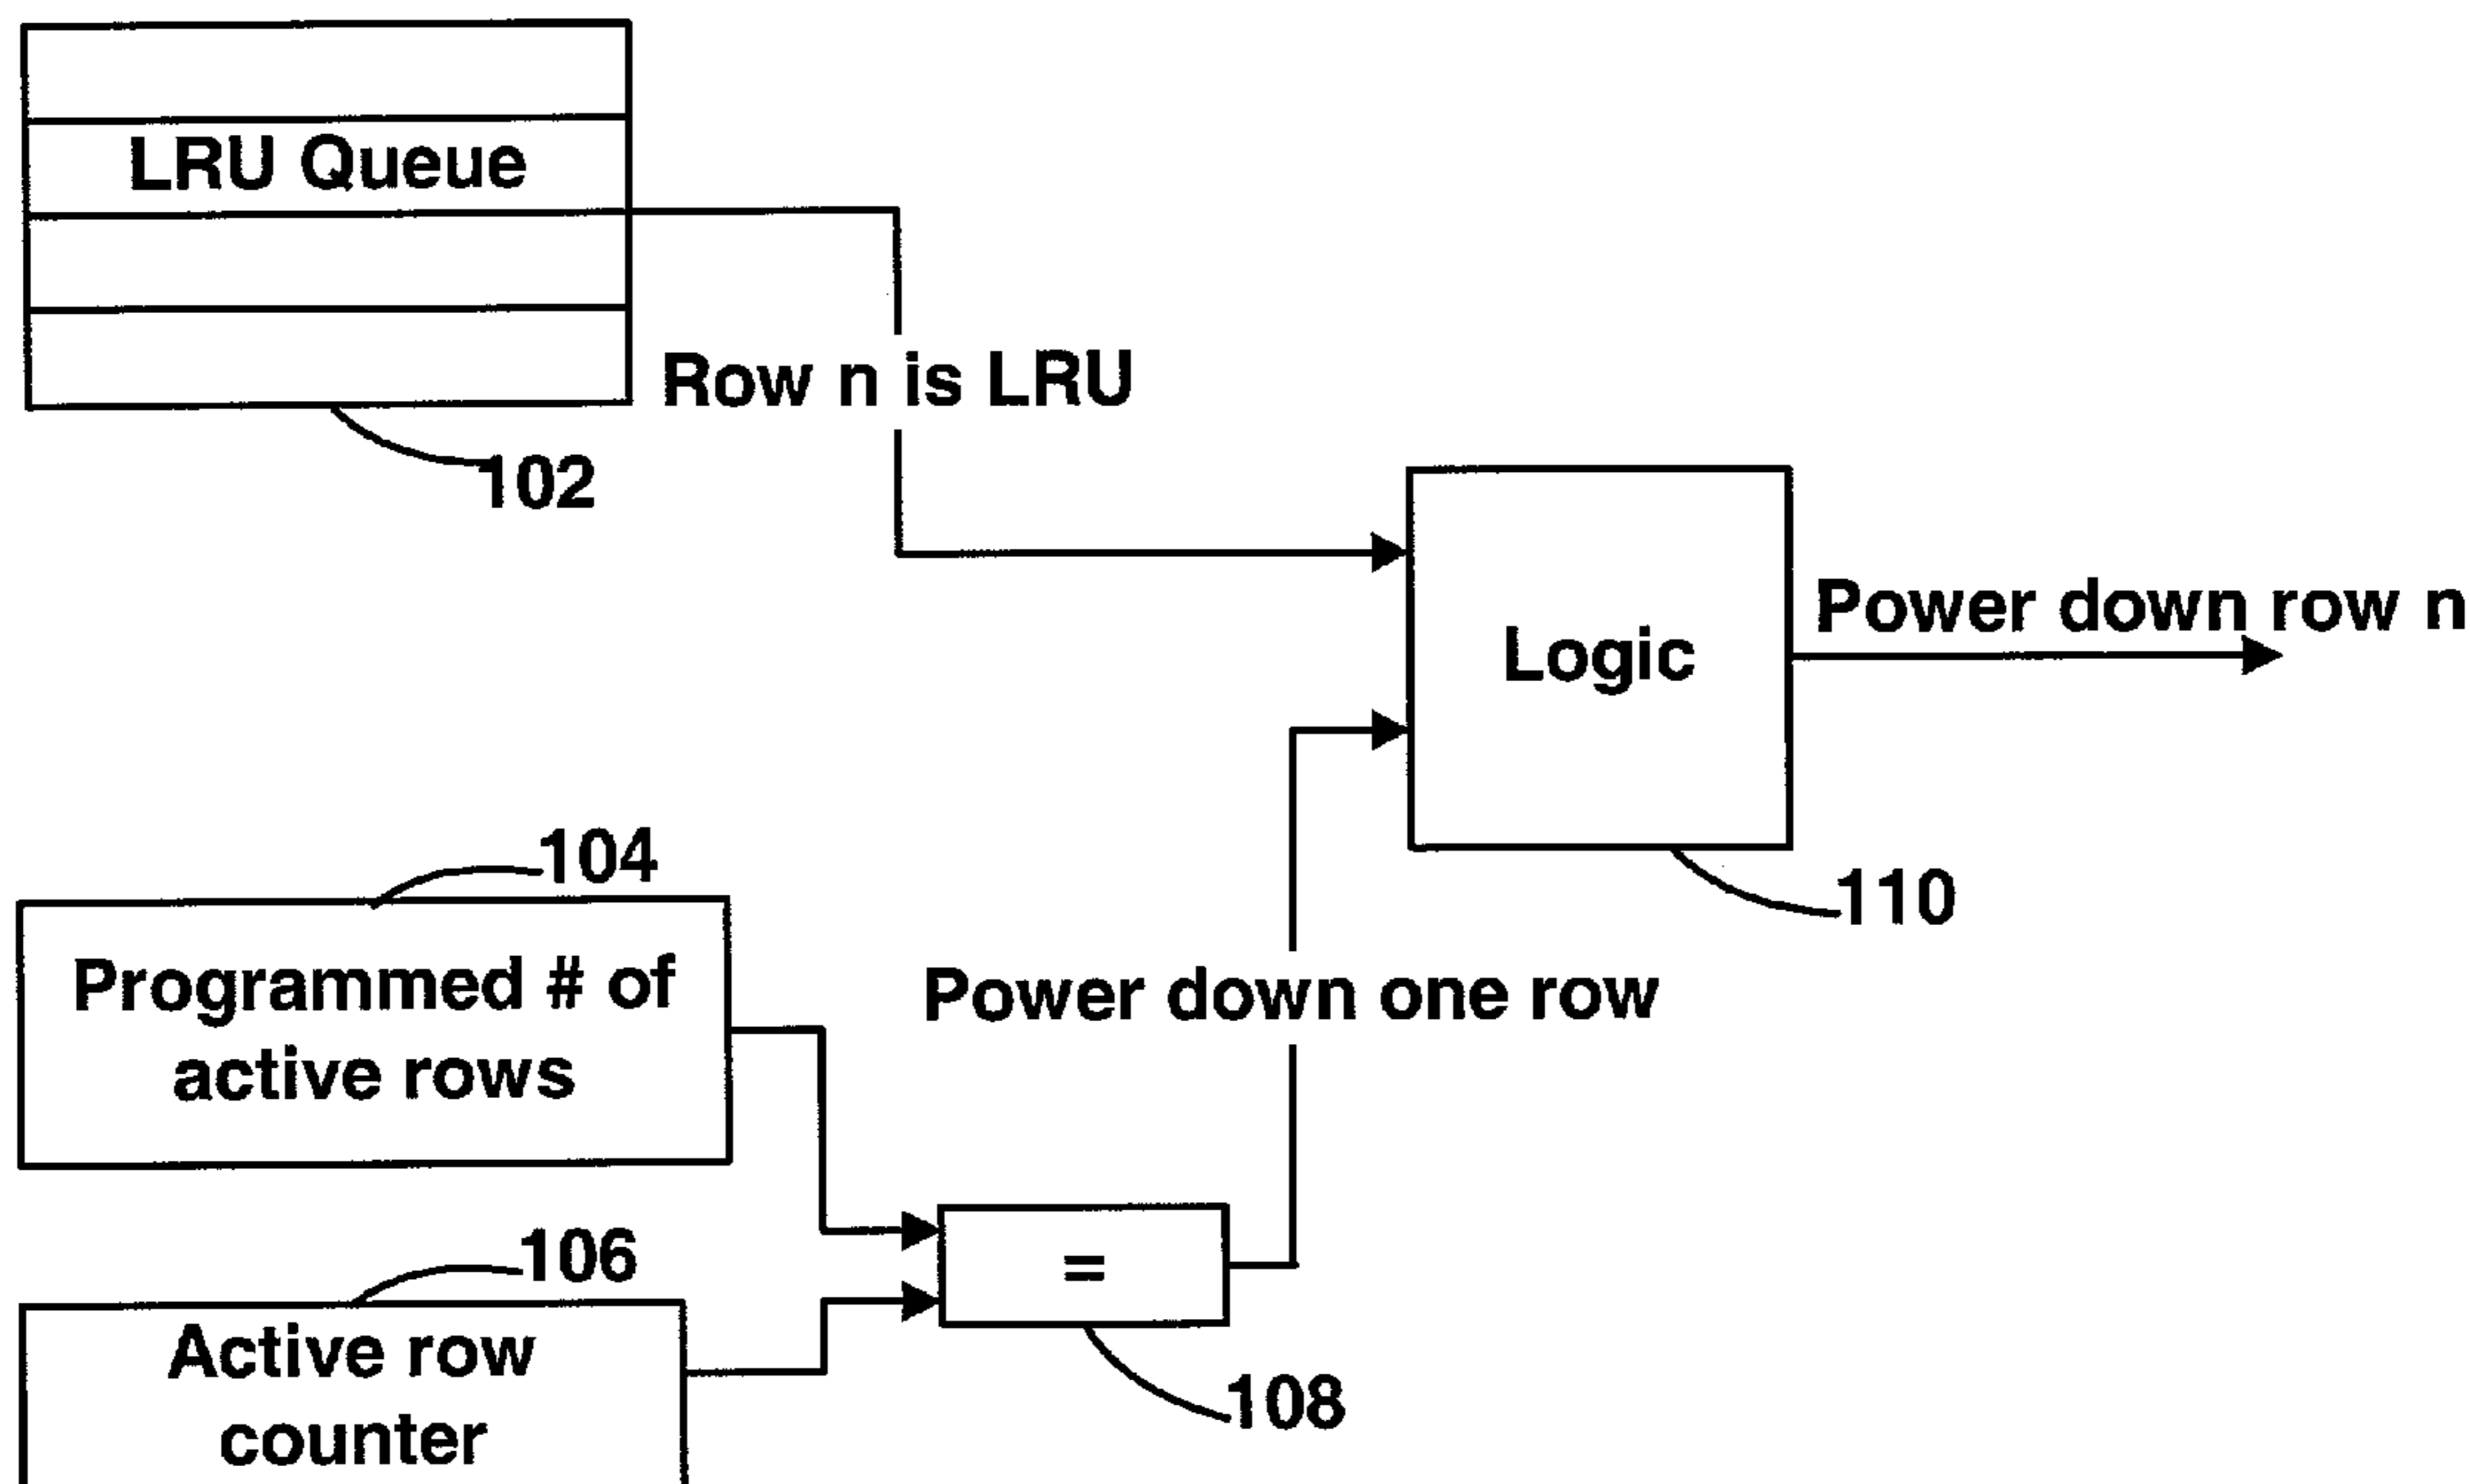 LRU Queue
Row n is LRU
102
Logic
Power down row n
110
104
Programmed # of
active rows
Power down one row
106
=
Active row
counter
108